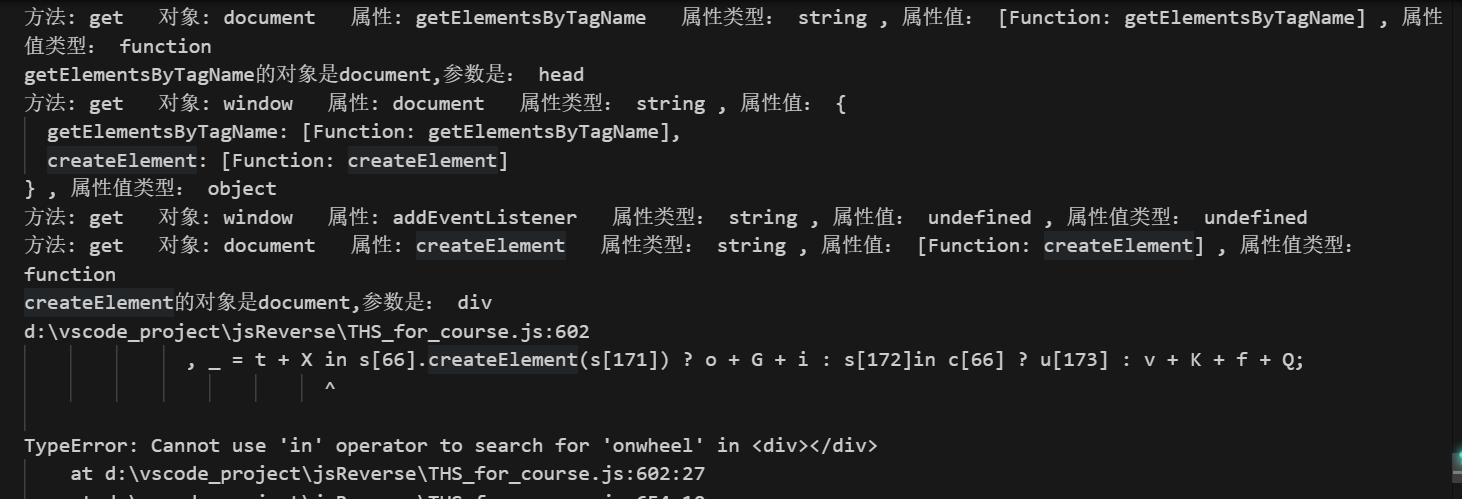 方法: get   对象: document   属性: getElementsByTagName   属性类型:  string , 属性值:  [Function: getElementsByTagName] , 属性
值类型:  function
getElementsByTagName的对象是document,参数是:  head
方法: get   对象: window   属性: document   属性类型:  string , 属性值:  {
  getElementsByTagName: [Function: getElementsByTagName],
  createElement: [Function: createElement]
} , 属性值类型:  object
方法: get   对象: window   属性: addEventListener   属性类型:  string , 属性值:  undefined , 属性值类型:  undefined
方法: get   对象: document   属性: createElement   属性类型:  string , 属性值:  [Function: createElement] , 属性值类型:
function
createElement的对象是document,参数是:  div
d:\vscode_project\jsReverse\THS_for_course.js:602
              , _ = t + X in s[66].createElement(s[171]) ? o + G + i : s[172]in c[66] ? u[173] : v + K + f + Q;
                          ^
TypeError: Cannot use 'in' operator to search for 'onwheel' in <div></div>
    at d:\vscode_project\jsReverse\THS_for_course.js:602:27